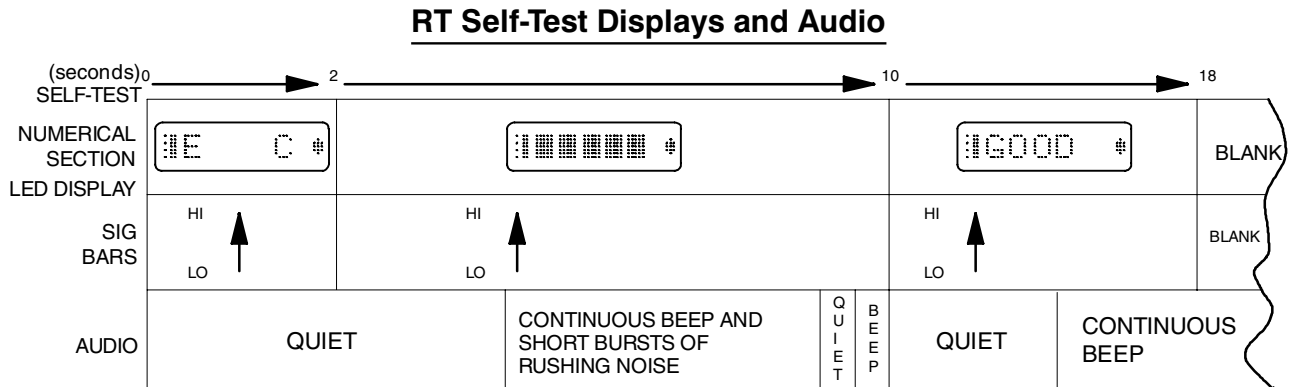 RT Self-Test Displays and Audio
(seconds) 0 2 10 18
SELF-TEST
NUMERICAL
SECTION
LED DISPLAY
E C
GOOD
BLANK
SIG
BARS
HI
LO
HI
LO
HI
LO
BLANK
AUDIO
QUIET
CONTINUOUS BEEP AND
SHORT BURSTS OF
RUSHING NOISE
QUIET
BEEP
QUIET
CONTINUOUS
BEEP